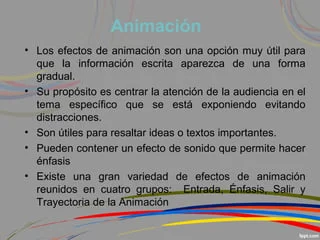 Animación
• Los efectos de animación son una opción muy útil para
que la información escrita aparezca de una forma
gradual.
• Su propósito es centrar la atención de la audiencia en el
tema específico que se está exponiendo evitando
distracciones.
• Son útiles para resaltar ideas o textos importantes.
• Pueden contener un efecto de sonido que permite hacer
énfasis
• Existe una gran variedad de efectos de animación
reunidos en cuatro grupos: Entrada, Énfasis, Salir y
Trayectoria de la Animación
fppt.com